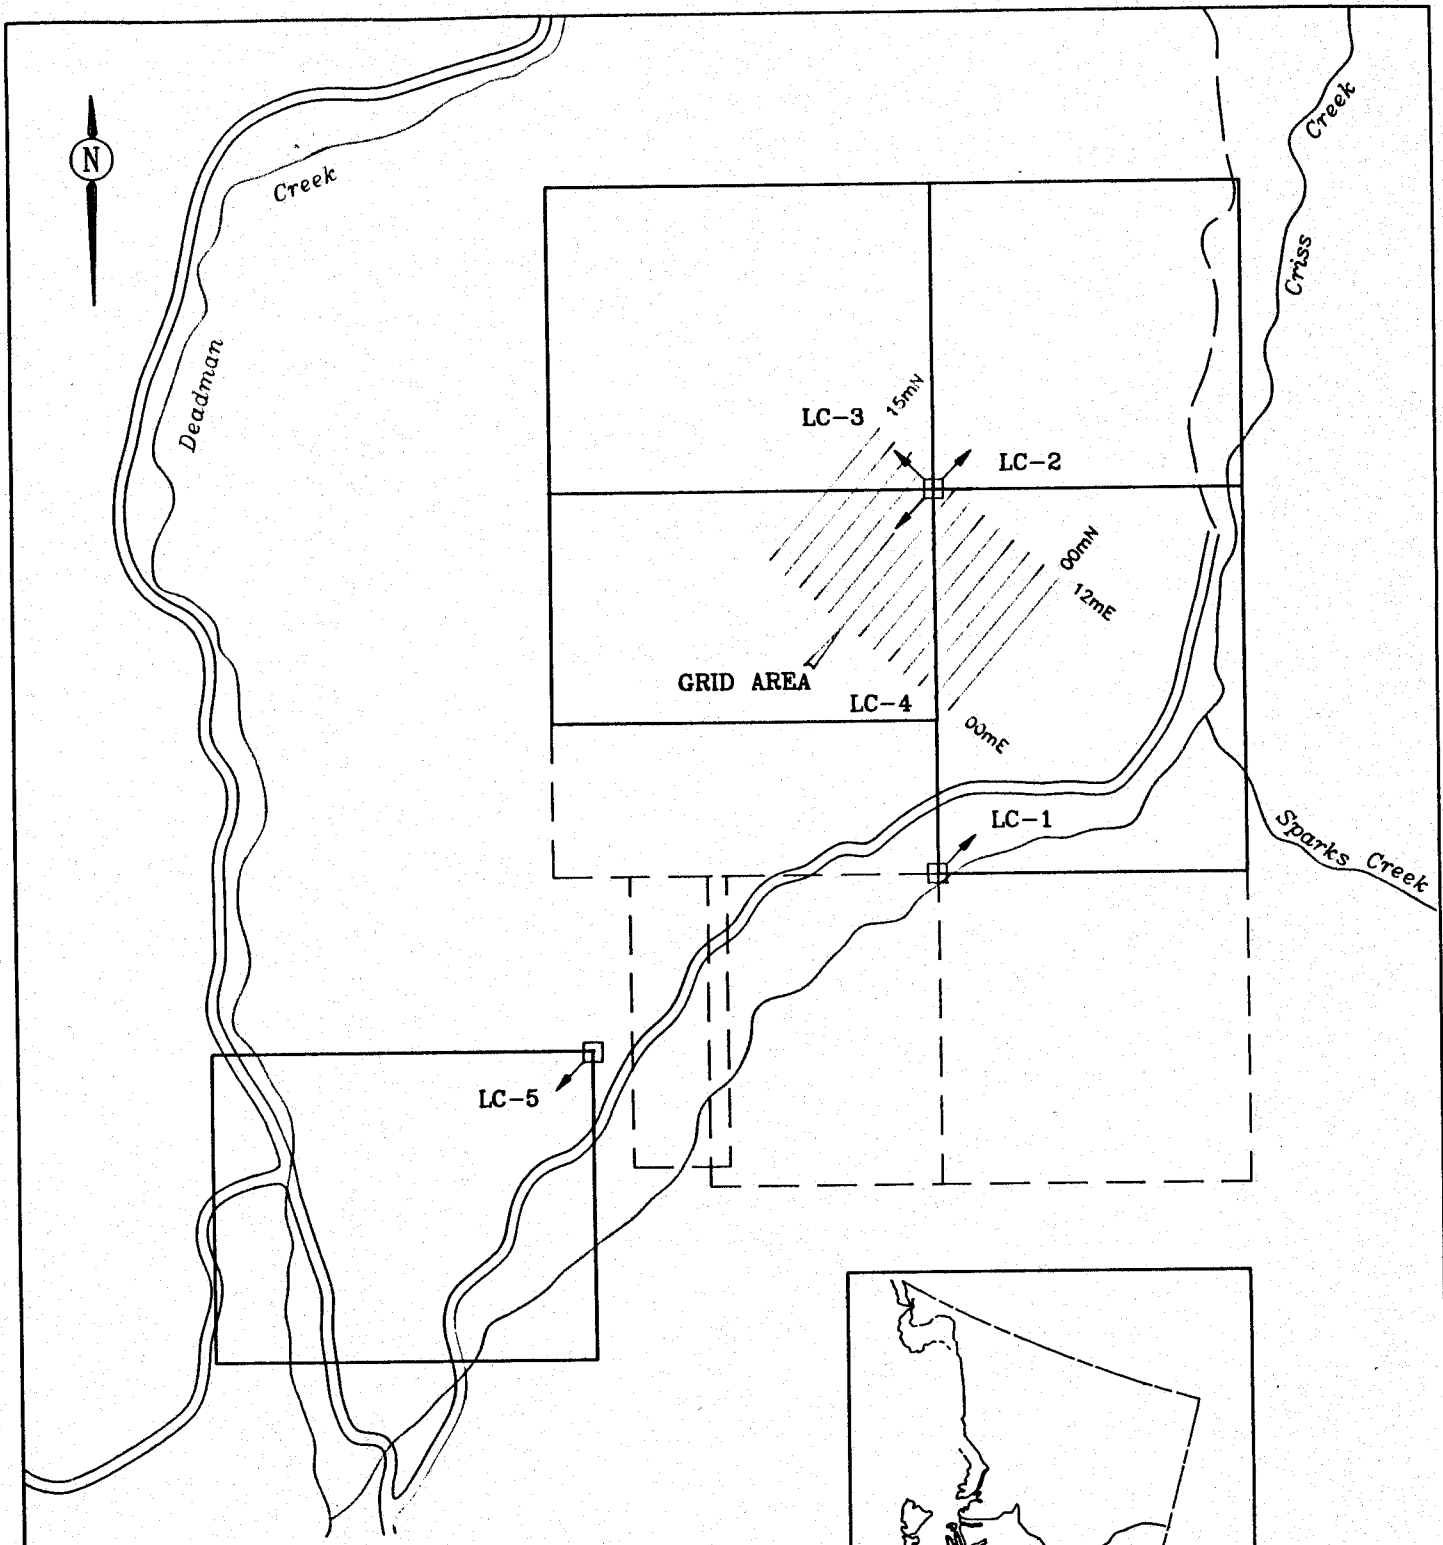 Creek
Criss
N
Creek
Deadman
15mN
LC-3
LC-2
00mN
12mE
GRID AREA
LC-4
00mE
LC-1
Sparks Creek
LC-5